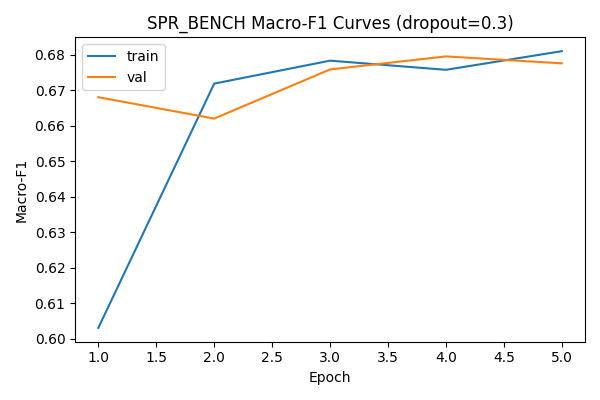 SPR_BENCH Macro-F1 Curves (dropout=0.3)
train
val
Macro-F1
0.68
0.67
0.66
0.65
0.64
0.63
0.62
0.61
0.60
1.0 1.5 2.0 2.5 3.0 3.5 4.0 4.5 5.0
Epoch